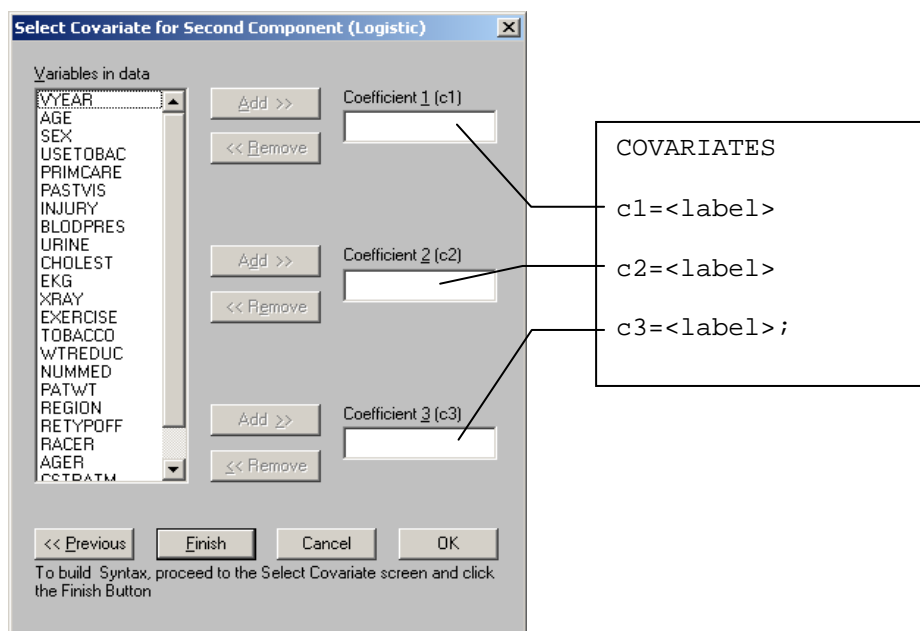 Select Covariate for Second Component (Logistic)
Variables in data
VYEAR
AGE
SEX
USETOBAC
PRIMCARE
PASTVIS
INJURY
BLODPRES
URINE
CHOLEST
EKG
XRAY
EXERCISE
TOBACCO
WTREDUC
NUMMED
PATWT
REGION
RETYPOFF
RACER
AGER
CSTRATM
Add >>
<< Remove
Coefficient 1 (c1)
Add >>
<< Remove
Coefficient 2 (c2)
Add >>
<< Remove
Coefficient 3 (c3)
<< Previous
Finish
Cancel
OK
To build Syntax, proceed to the Select Covariate screen and click
the Finish Button
COVARIATES
c1=<label>
c2=<label>
c3=<label>;